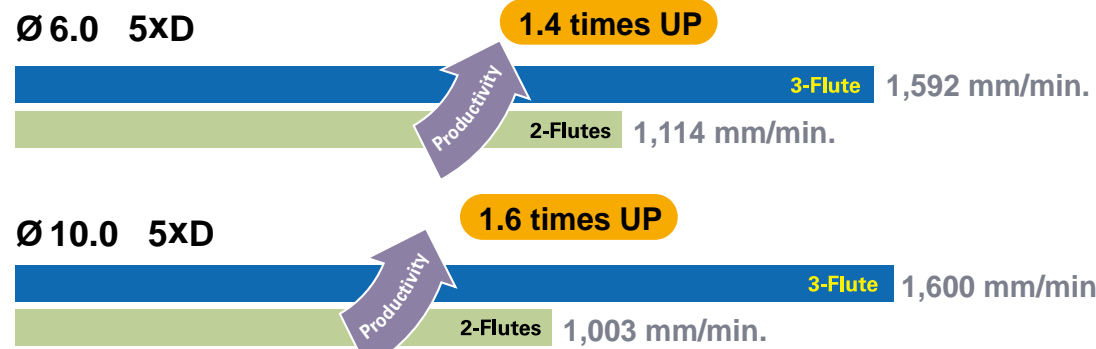 Ø 6.0 5xD
1.4 times UP
Productivity
3-Flute 1,592 mm/min.
2-Flutes 1,114 mm/min.
Ø 10.0 5xD
1.6 times UP
Productivity
3-Flute 1,600 mm/min
2-Flutes 1,003 mm/min.